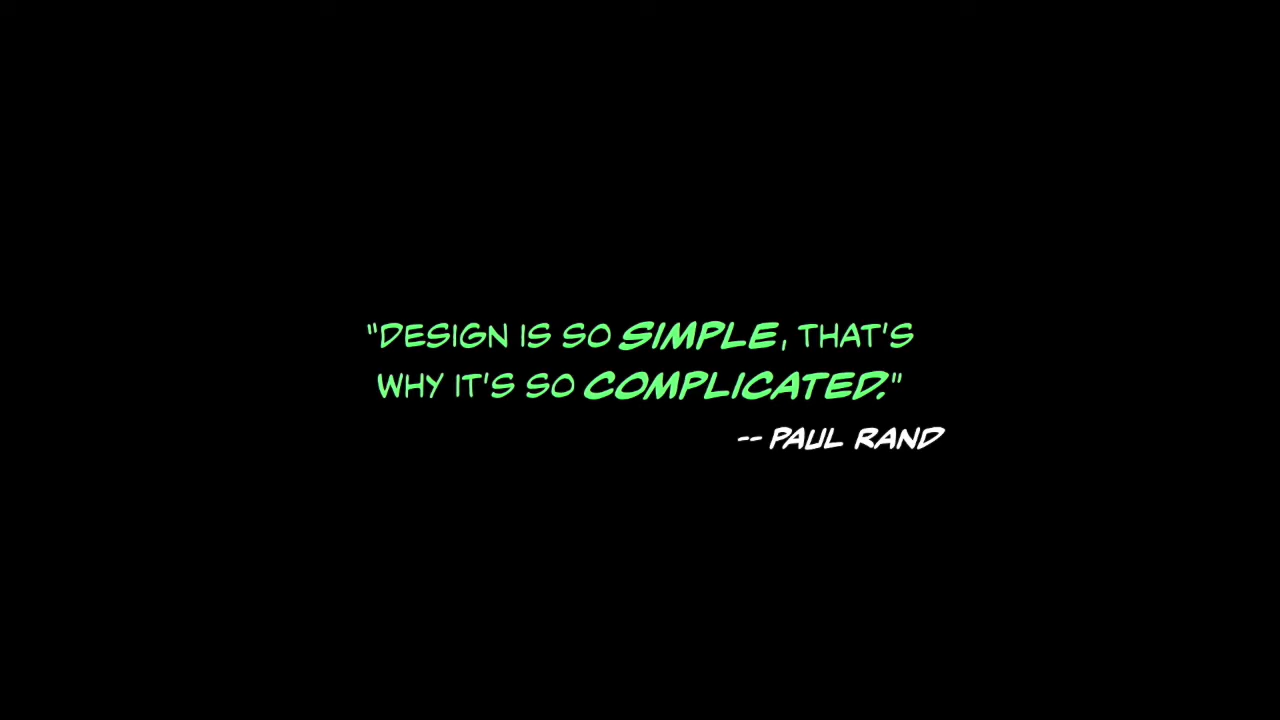 "DESIGN IS SO SIMPLE, THAT'S
WHY IT'S SO COMPLICATED."
-- PAUL RAND